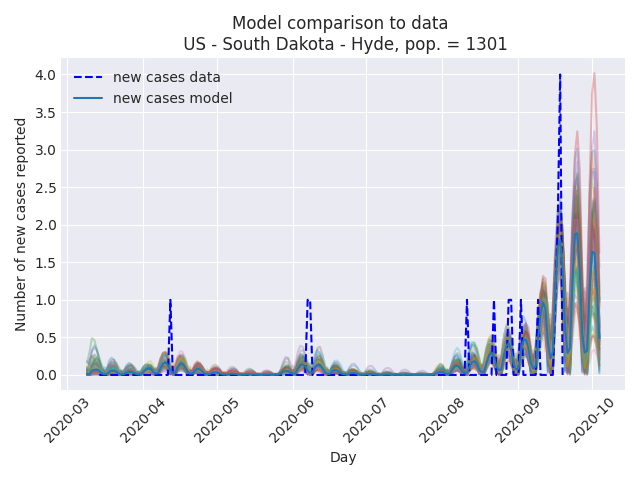 Model comparison to data
US - South Dakota - Hyde, pop. = 1301
new cases data
new cases model
Number of new cases reported
4.0
3.5
3.0
2.5
2.0
1.5
1.0
0.5
0.0
2020-03
2020-04
2020-05
2020-06
2020-07
2020-08
2020-09
2020-10
Day